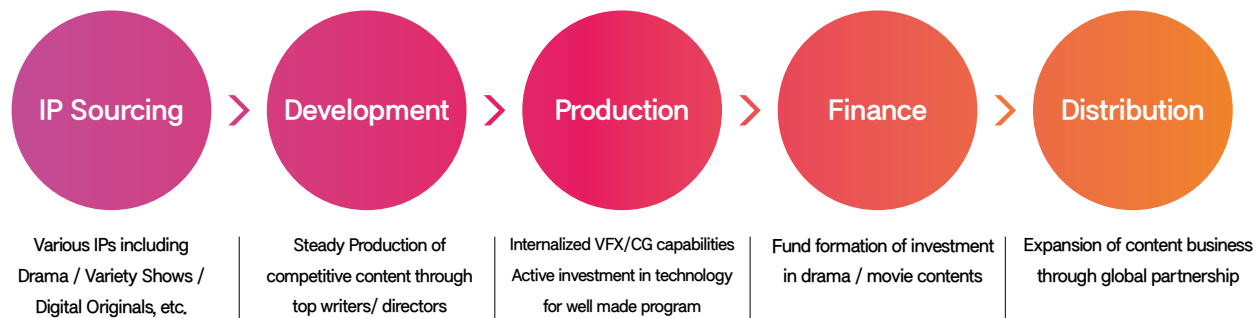 IP Sourcing
Development
Production
Finance
Distribution
Various IPs including
Drama / Variety Shows /
Digital Originals, etc.
Steady Production of
competitive content through
top writers/ directors
Internalized VFX/CG capabilities
Active investment in technology
for well made program
Fund formation of investment
in drama / movie contents
Expansion of content business
through global partnership